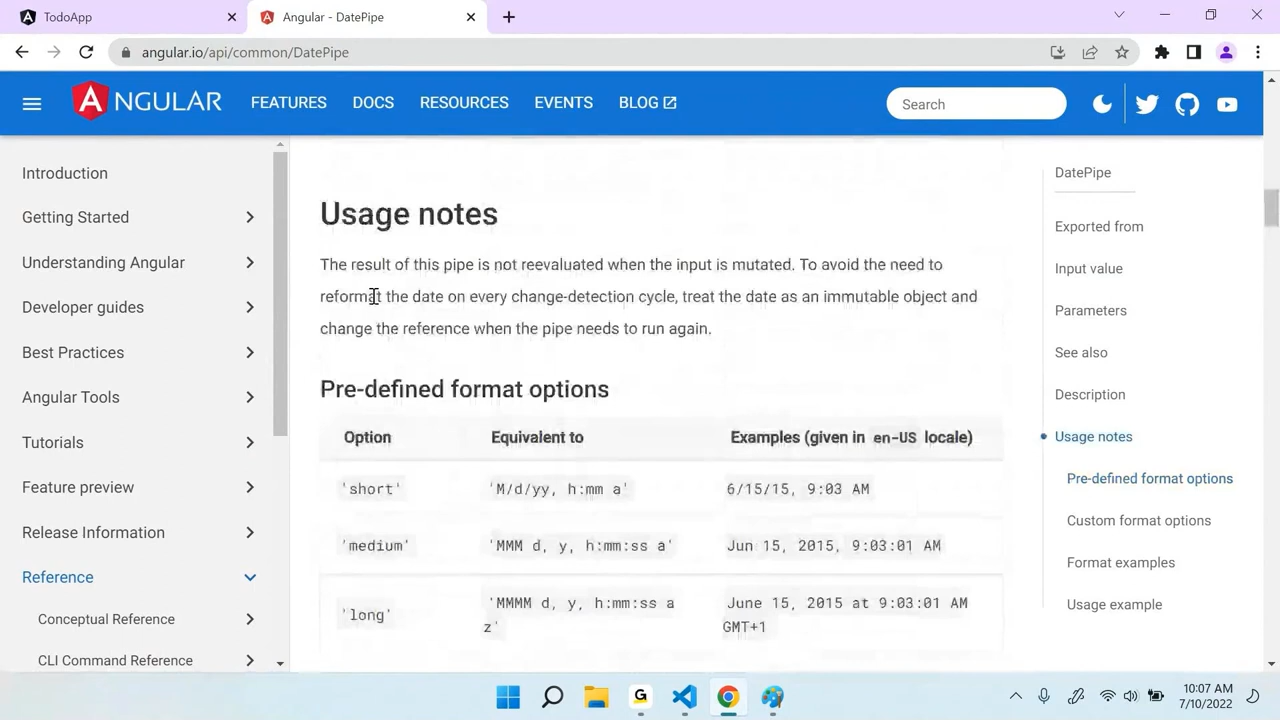 TodoApp
Angular - DatePipe
angular.io/api/common/DatePipe
NGULAR
FEATURES
DOCS
RESOURCES
EVENTS
BLOG
Search
Introduction
Getting Started
Understanding Angular
Developer guides
Best Practices
Angular Tools
Tutorials
Feature preview
Release Information
Reference
Conceptual Reference
CLI Command Reference
Usage notes
The result of this pipe is not reevaluated when the input is mutated. To avoid the need to
reformat the date on every change-detection cycle, treat the date as an immutable object and
change the reference when the pipe needs to run again.
Pre-defined format options
Option Equivalent to Examples (given in en-US locale)
'short' 'M/d/yy, h:mm a' 6/15/15, 9:03 AM
'medium' 'MMM d, y, h:mm:ss a' Jun 15, 2015, 9:03:01 AM
'long' 'MMMM d, y, h:mm:ss a June 15, 2015 at 9:03:01 AM
z' GMT+1
DatePipe
Exported from
Input value
Parameters
See also
Description
Usage notes
Pre-defined format options
Custom format options
Format examples
Usage example
10:07 AM
7/10/2022